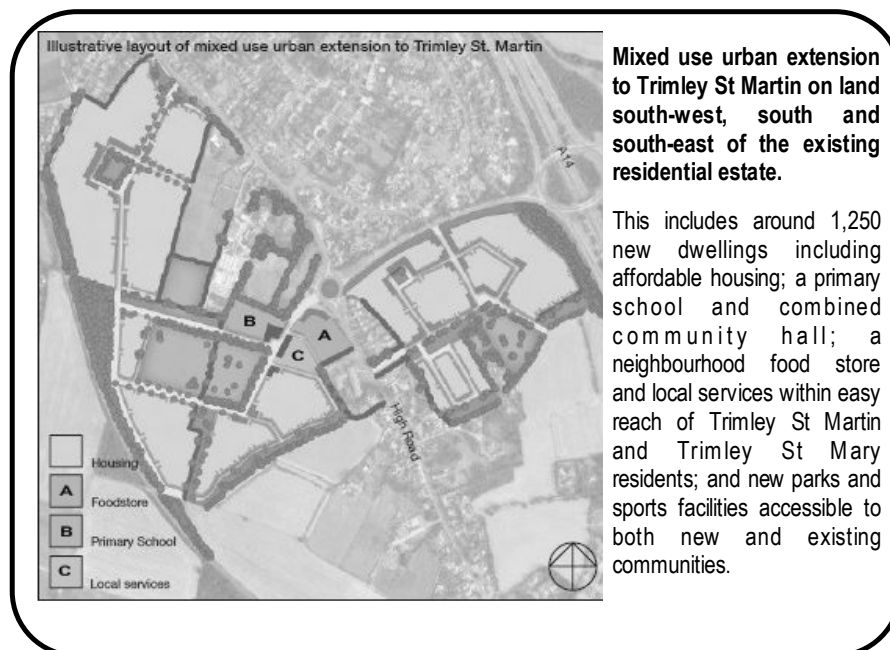 Illustrative layout of mixed use urban extension to Trimley St. Martin
A14
B
A
C
High Road
Housing
A
Foodstore
B
Primary School
C
Local services
Mixed use urban extension
to Trimley St Martin on land
south-west, south and
south-east of the existing
residential estate.
This includes around 1,250
new dwellings including
affordable housing; a primary
school and combined
community hall; a
neighbourhood food store
and local services within easy
reach of Trimley St Martin
and Trimley St Mary
residents; and new parks and
sports facilities accessible to
both new and existing
communities.